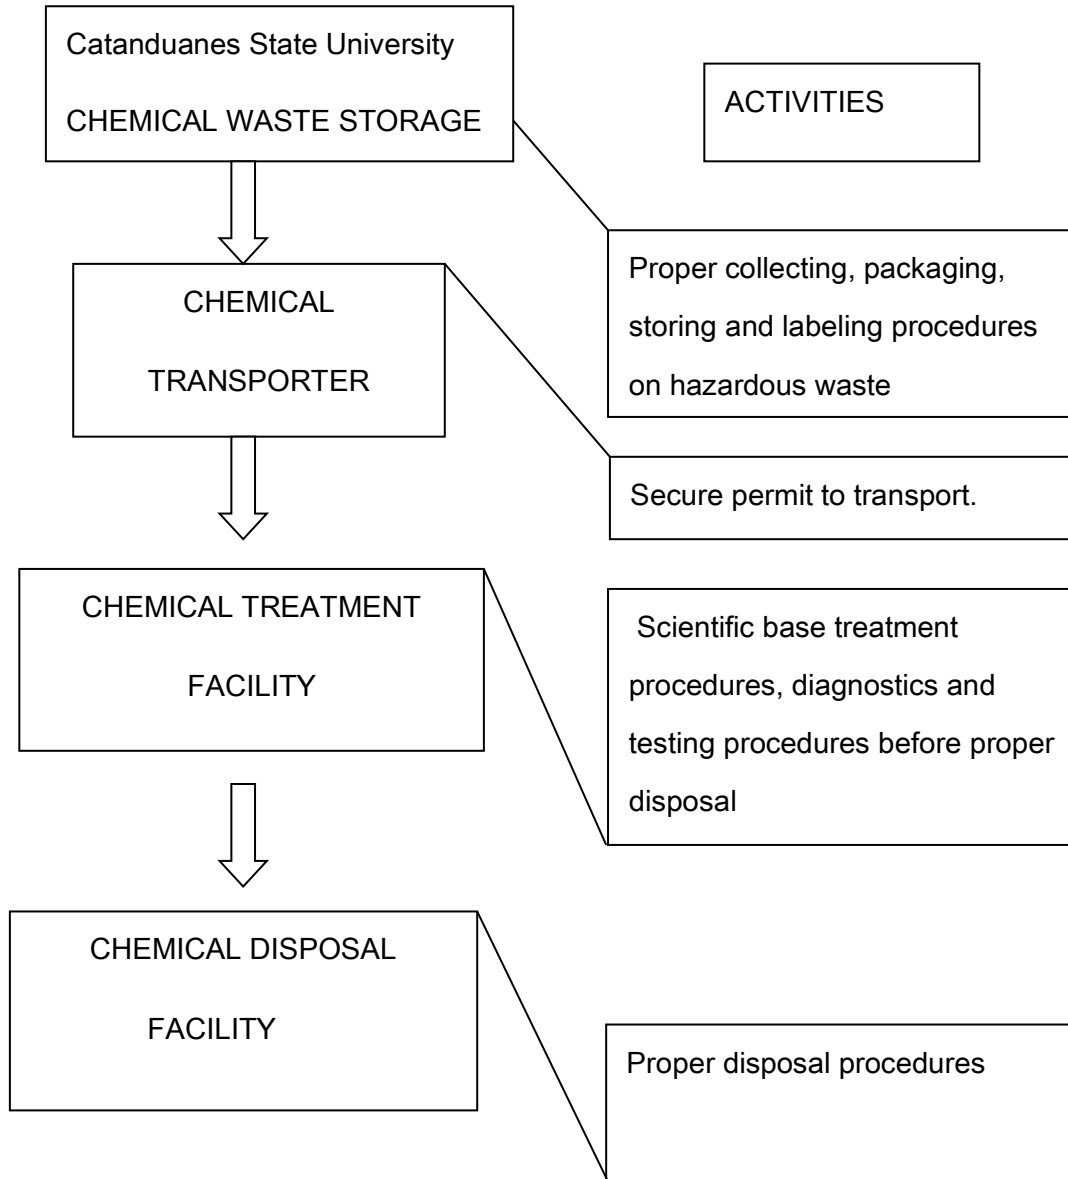 Catanduanes State University
CHEMICAL WASTE STORAGE
ACTIVITIES
Proper collecting, packaging,
storing and labeling procedures
on hazardous waste
CHEMICAL
TRANSPORTER
Secure permit to transport.
CHEMICAL TREATMENT
FACILITY
Scientific base treatment
procedures, diagnostics and
testing procedures before proper
disposal
CHEMICAL DISPOSAL
FACILITY
Proper disposal procedures